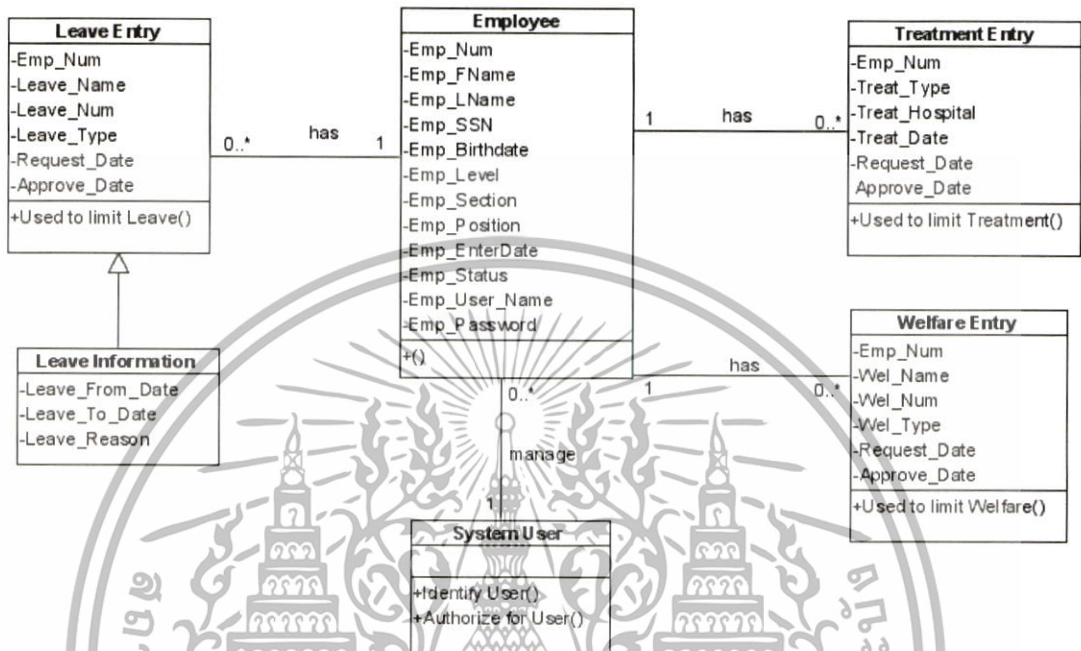 Leave Entry
-Emp_Num
-Leave_Name
-Leave_Num
-Leave_Type
-Request_Date
-Approve_Date
+Used to limit Leave()
0..*
has
1
Employee
-Emp_Num
-Emp_FName
-Emp_LName
-Emp_SSN
-Emp_Birthdate
-Emp_Level
-Emp_Section
-Emp_Position
-Emp_EnterDate
-Emp_Status
-Emp_User_Name
-Emp_Password
+()
1
has
0..*
Treatment Entry
-Emp_Num
-Treat_Type
-Treat_Hospital
-Treat_Date
-Request_Date
Approve_Date
+Used to limit Treatment()
Leave Information
-Leave_From_Date
-Leave_To_Date
-Leave_Reason
has
1
0..*
Welfare Entry
-Emp_Num
-Wel_Name
-Wel_Num
-Wel_Type
-Request_Date
-Approve_Date
+Used to limit Welfare()
0..*
manage
1
System User
+Identify User()
+Authorize for User()